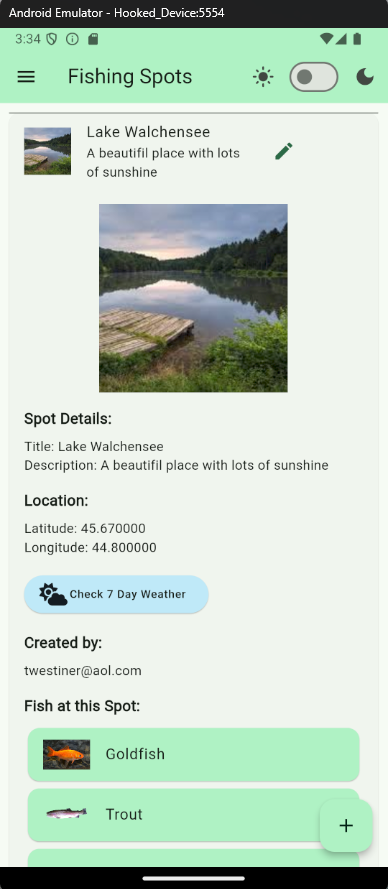 Android Emulator - Hooked_Device:5554
3:34
Fishing Spots
Lake Walchensee
A beautifil place with lots
of sunshine
Spot Details:
Title: Lake Walchensee
Description: A beautifil place with lots of sunshine
Location:
Latitude: 45.670000
Longitude: 44.800000
Check 7 Day Weather
Created by:
twestiner@aol.com
Fish at this Spot:
Goldfish
Trout